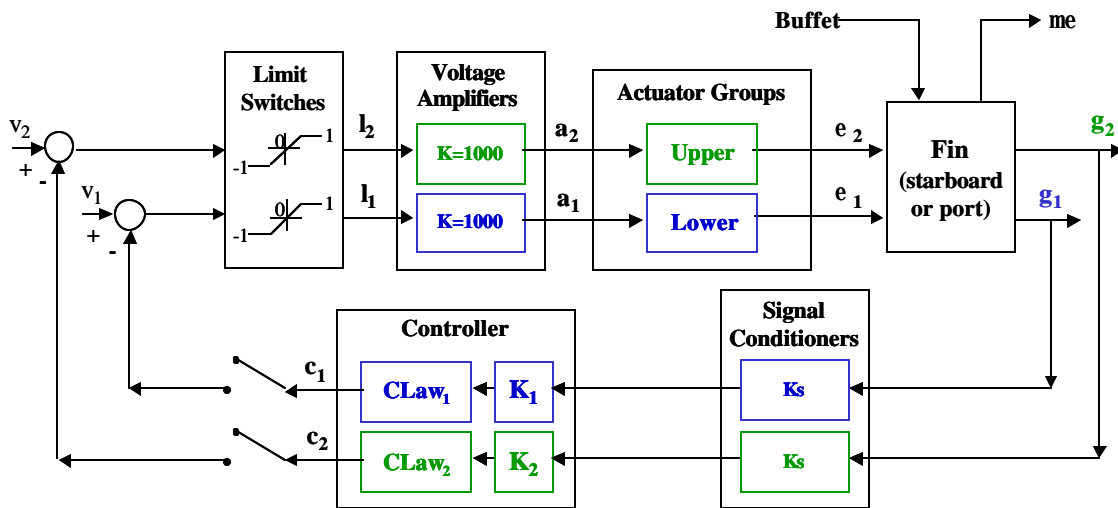 Buffet
me
Limit
Switches
Voltage
Amplifiers
Actuator Groups
v2
+
-
0
1
-1
l2
K=1000
a2
Upper
e 2
Fin
(starboard
or port)
g2
v1
+
-
0
1
-1
l1
K=1000
a1
Lower
e 1
g1
Controller
Signal
Conditioners
c1
CLaw1
K1
Ks
c2
CLaw2
K2
Ks